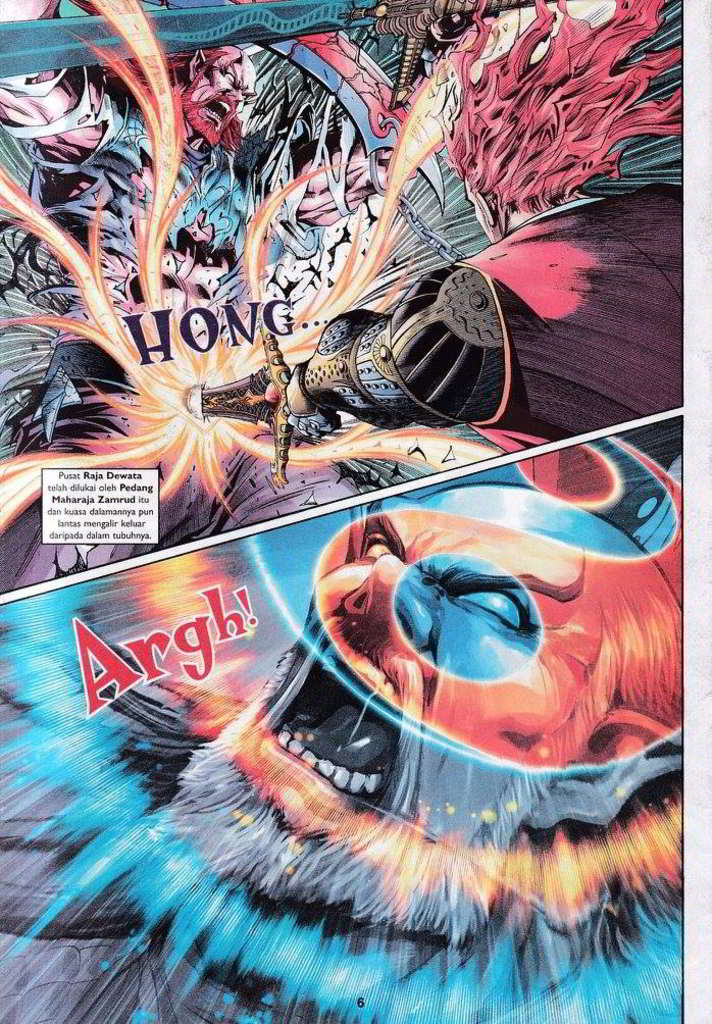 HONG...
Pusat Raja Dewata
telah dilukai oleh Pedang
Maharaja Zamrud itu
dan kuasa dalamannya pun
lantas mengalir keluar
daripada dalam tubuhnya.
Argh!
6